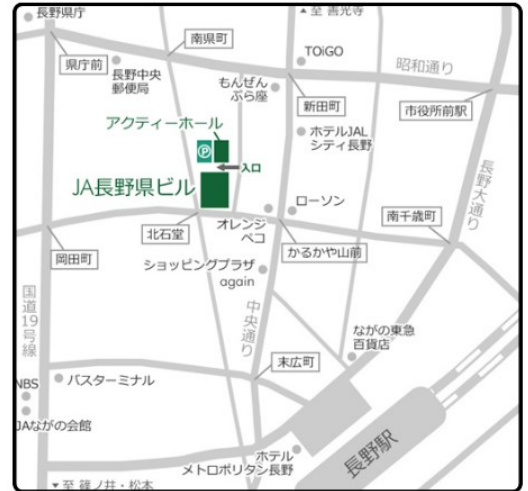 長野県庁
▲至 善光寺
南県町
TOiGO
県庁前
昭和通り
長野中央
郵便局
もんぜん
ぷら座
新田町
市役所前駅
アクティーホール
ホテルJAL
シティ長野
P
入口
長野大通り
JA長野県ビル
ローソン
南千歳町
北石堂
オレンジ
ペコ
かるかや山前
岡田町
ショッピングプラザ
again
国道19号線
中央通り
ながの東急
百貨店
末広町
NBS
バスターミナル
JAながの会館
ホテル
メトロポリタン長野
長野駅
▼至 篠ノ井・松本